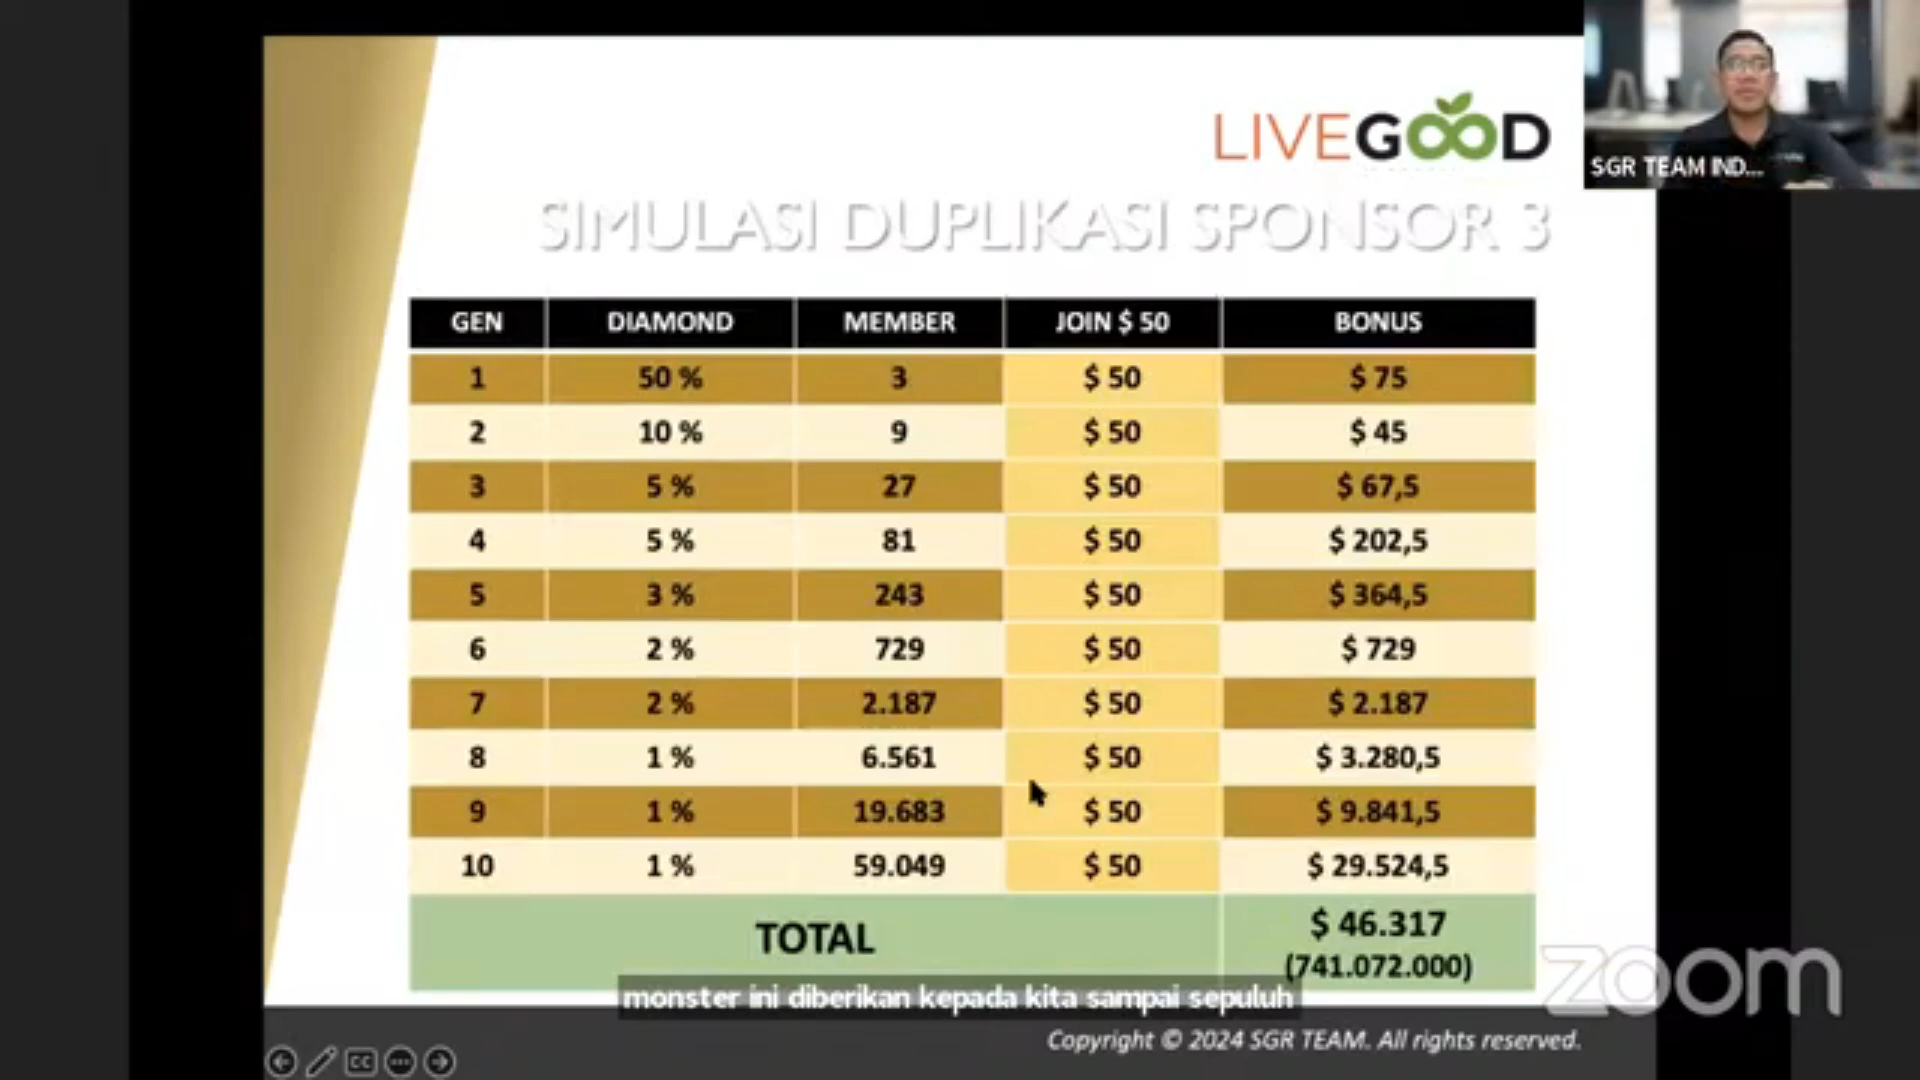 LIVEGOOD
SGR TEAM IND...
SIMULASI DUPLIKASI SPONSOR 3
GEN DIAMOND MEMBER JOIN $ 50 BONUS
1 50 % 3 $ 50 $ 75
2 10 % 9 $ 50 $ 45
3 5 % 27 $ 50 $ 67,5
4 5 % 81 $ 50 $ 202,5
5 3 % 243 $ 50 $ 364,5
6 2 % 729 $ 50 $ 729
7 2 % 2.187 $ 50 $ 2.187
8 1 % 6.561 $ 50 $ 3.280,5
9 1 % 19.683 $ 50 $ 9.841,5
10 1 % 59.049 $ 50 $ 29.524,5
TOTAL $ 46.317
(741.072.000)
zoom
monster ini diberikan kepada kita sampai sepuluh
Copyright © 2024 SGR TEAM. All rights reserved.
CC